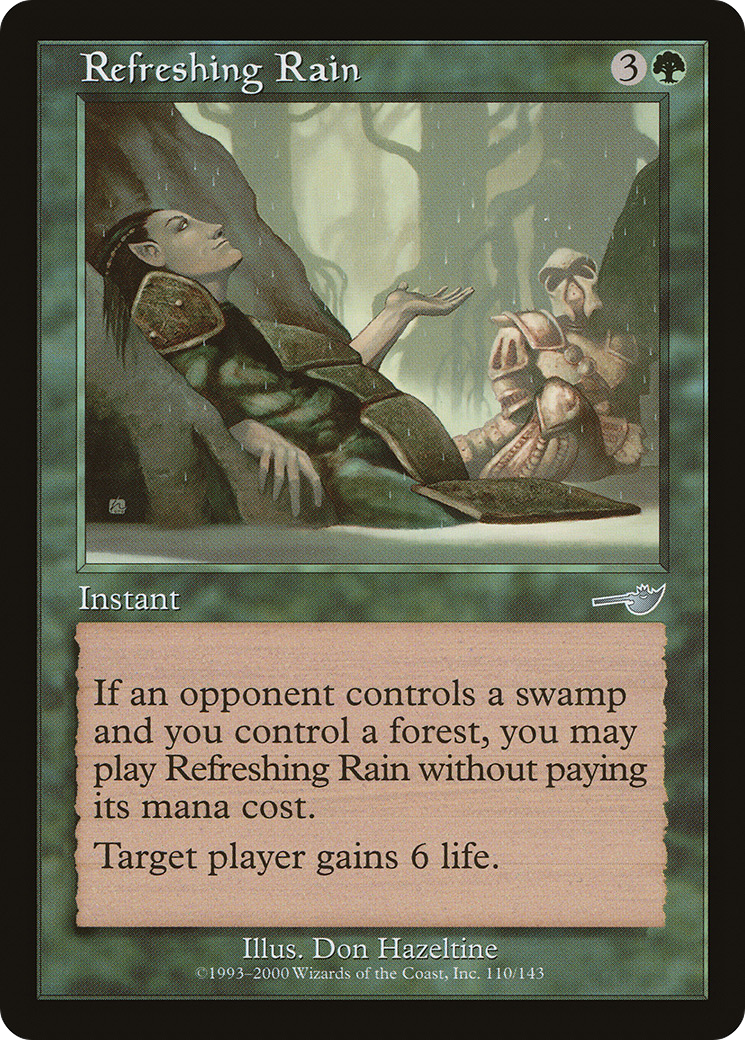 Refreshing Rain 3
Instant
If an opponent controls a swamp
and you control a forest, you may
play Refreshing Rain without paying
its mana cost.
Target player gains 6 life.
Illus. Don Hazeltine
©1993–2000 Wizards of the Coast, Inc. 110/143